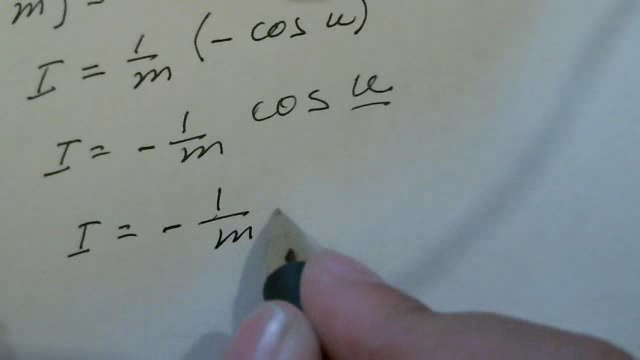 m) =
I = 1/m (- cos u)
I = - 1/m cos u
I = - 1/m